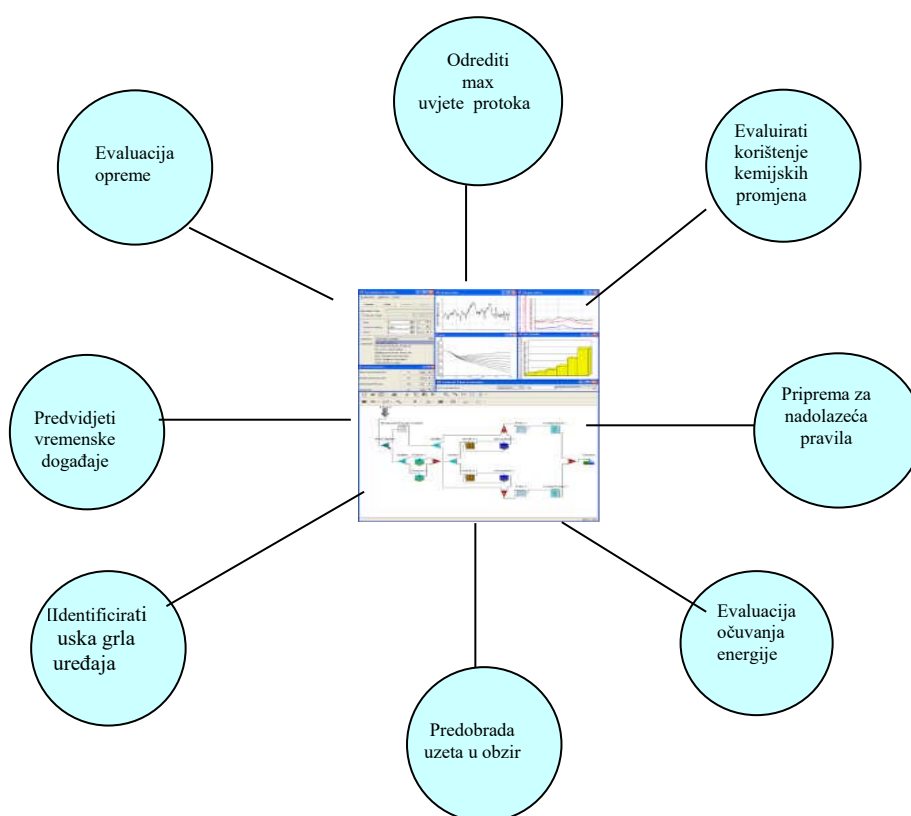 Odrediti
max
uvjete protoka
Evaluacija
opreme
Evaluirati
korištenje
kemijskih
promjena
Predvidjeti
vremenske
događaje
Priprema za
nadolazeća
pravila
IIdentificirati
uska grla
uređaja
Evaluacija
očuvanja
energije
Predobrada
uzeta u obzir